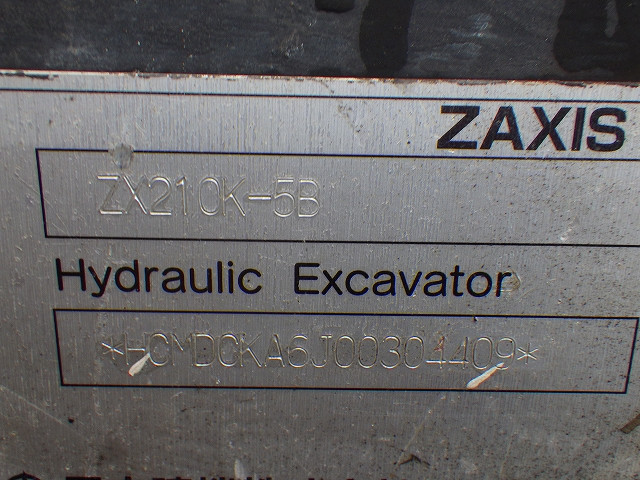 ZAXIS
ZX210K-5B
Hydraulic Excavator
*HCMDCKA6J00304409*